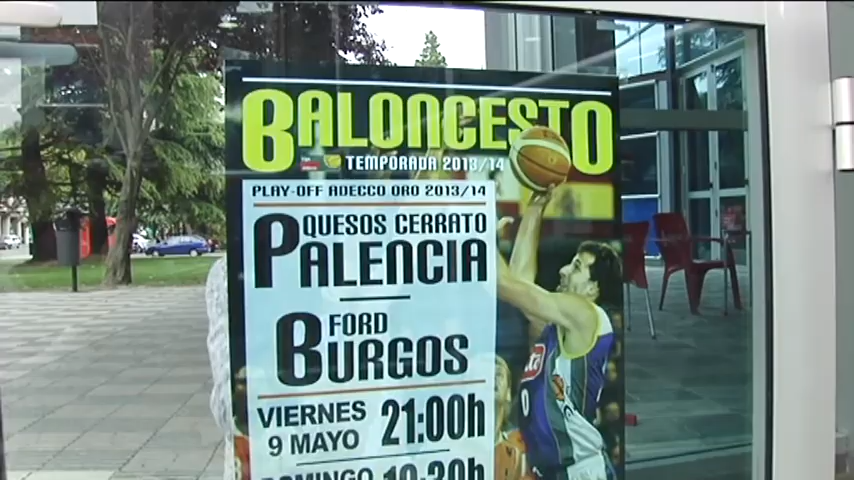 BALONCESTO
TEMPORADA 2013/14
PLAY-OFF ADECCO ORO 2013/14
QUESOS CERRATO
PALENCIA
FORD
BURGOS
VIERNES
9 MAYO 21:00h
DOMINGO